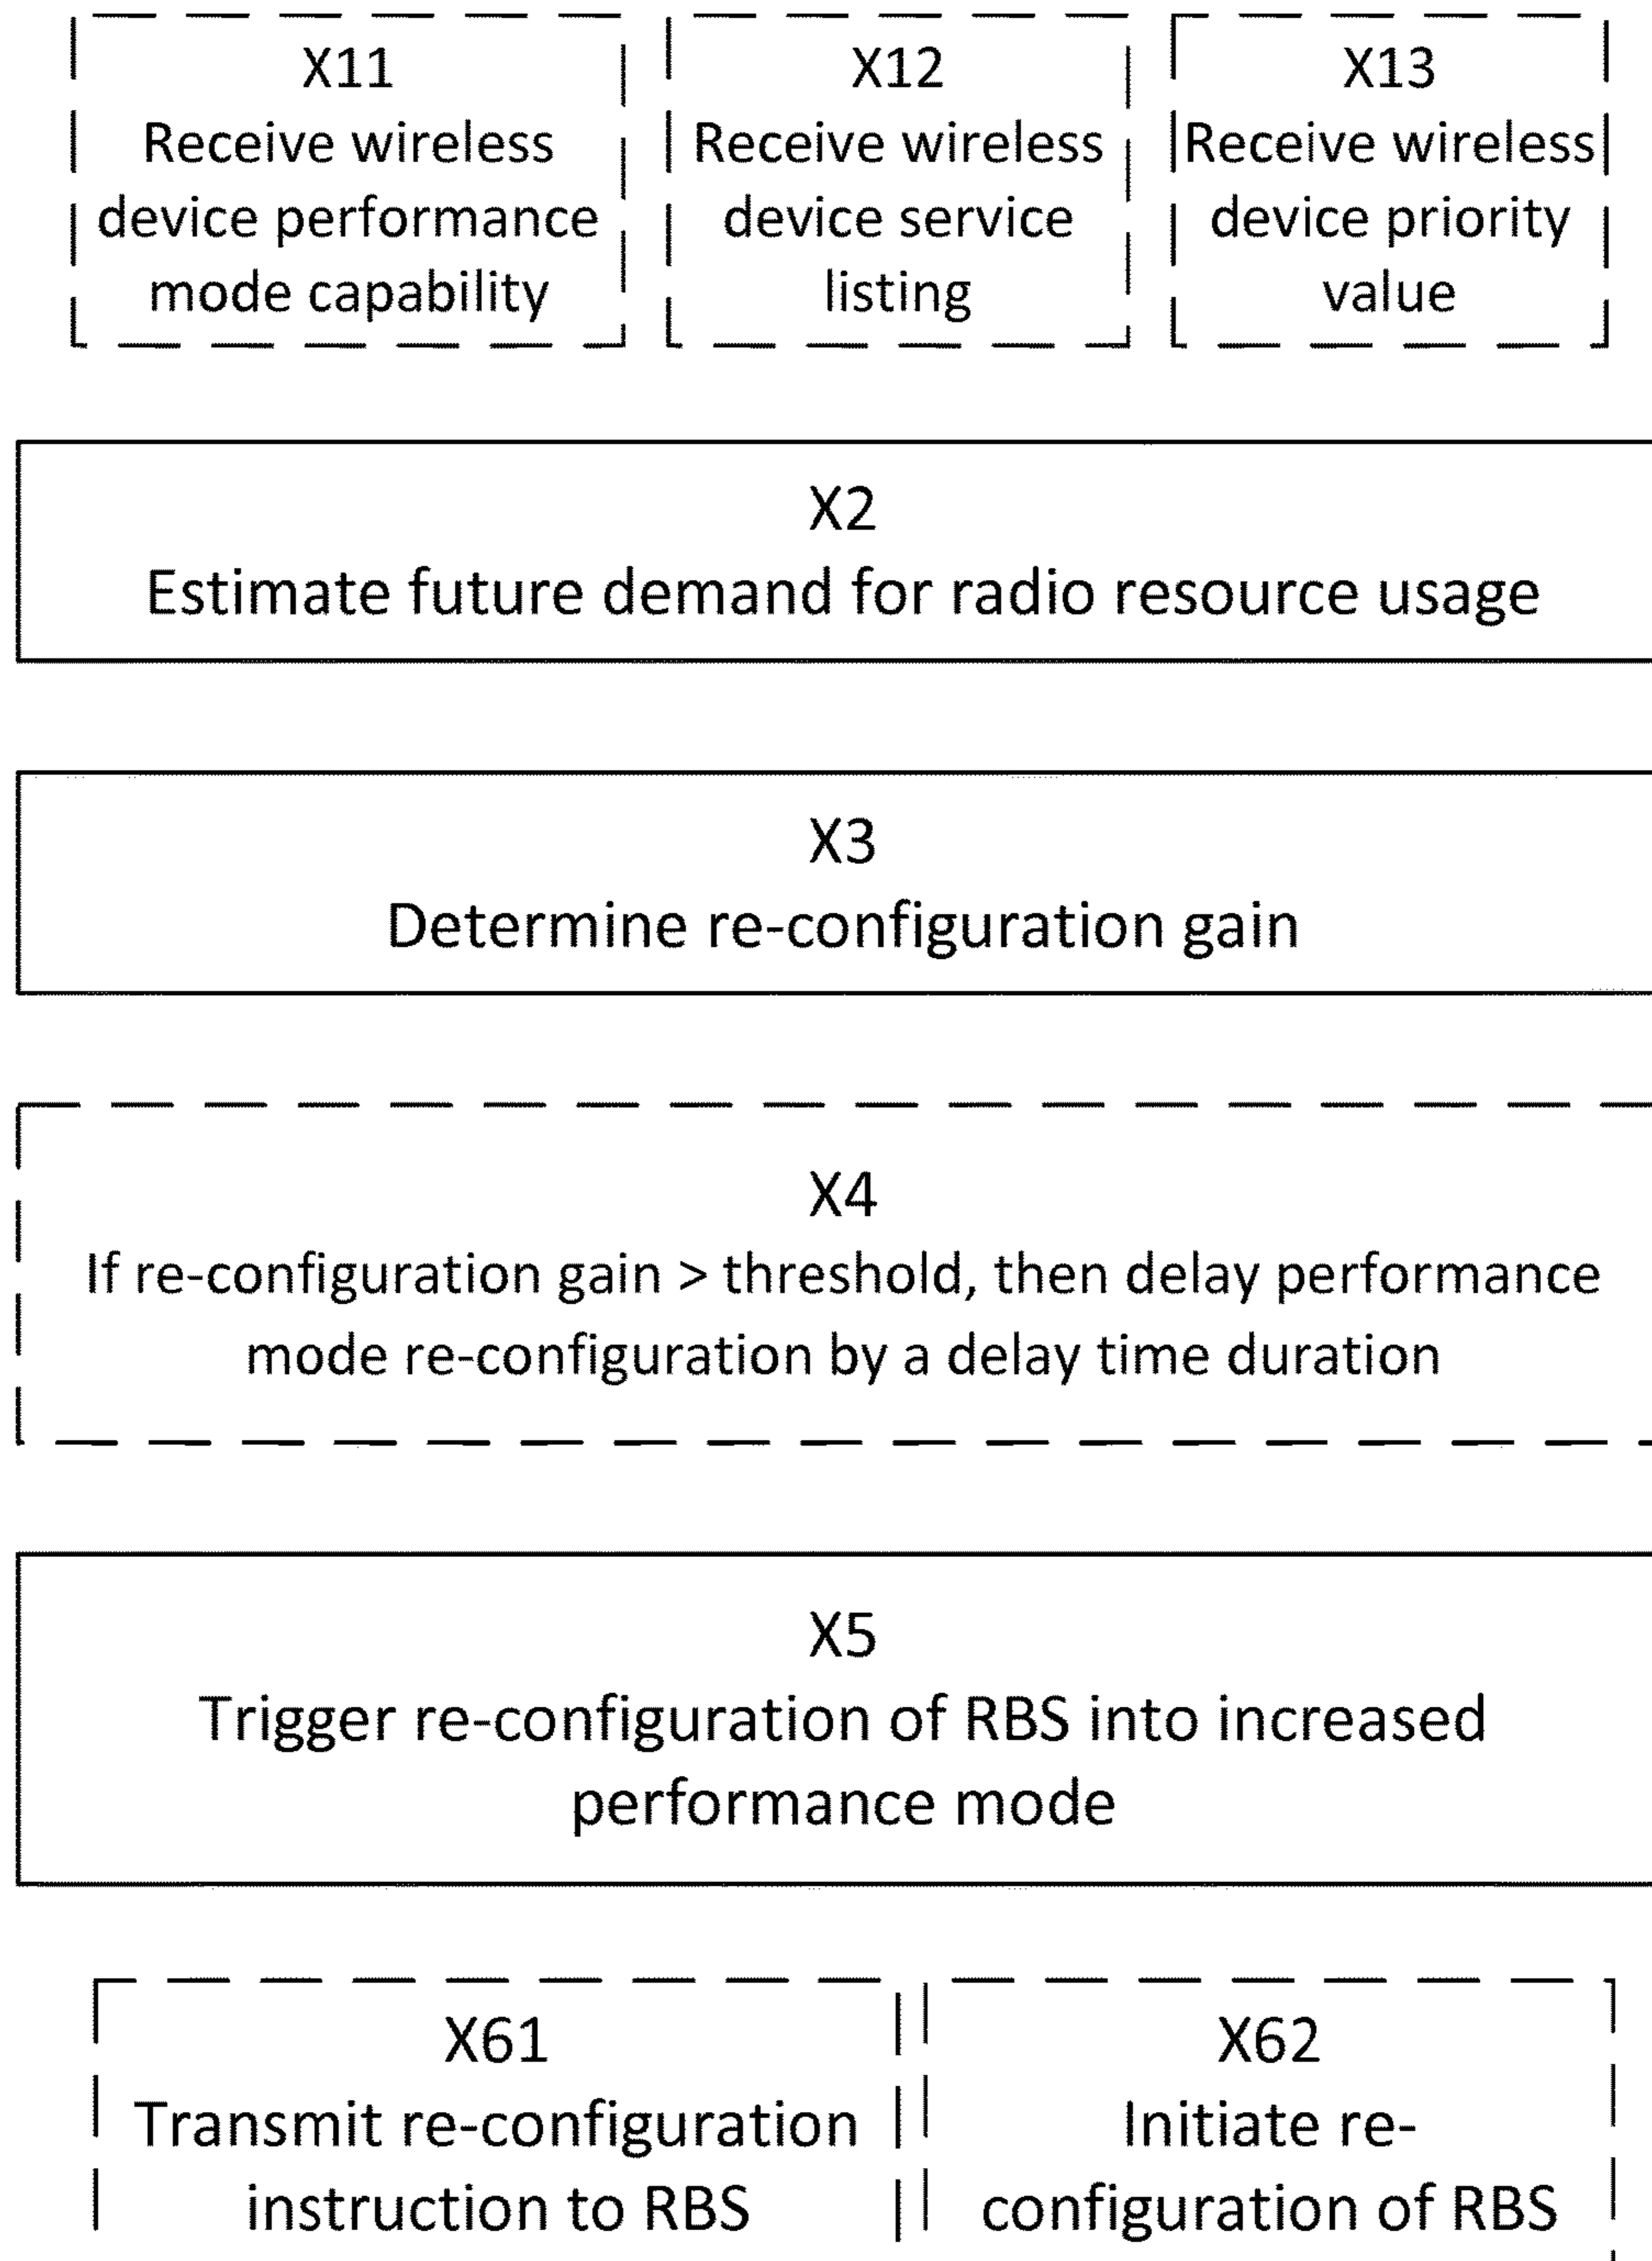 X11
Receive wireless
device performance
mode capability
X12
Receive wireless
device service
listing
X13
Receive wireless
device priority
value
X2
Estimate future demand for radio resource usage
X3
Determine re-configuration gain
X4
If re-configuration gain > threshold, then delay performance
mode re-configuration by a delay time duration
X5
Trigger re-configuration of RBS into increased
performance mode
X61
Transmit re-configuration
instruction to RBS
X62
Initiate re-
configuration of RBS